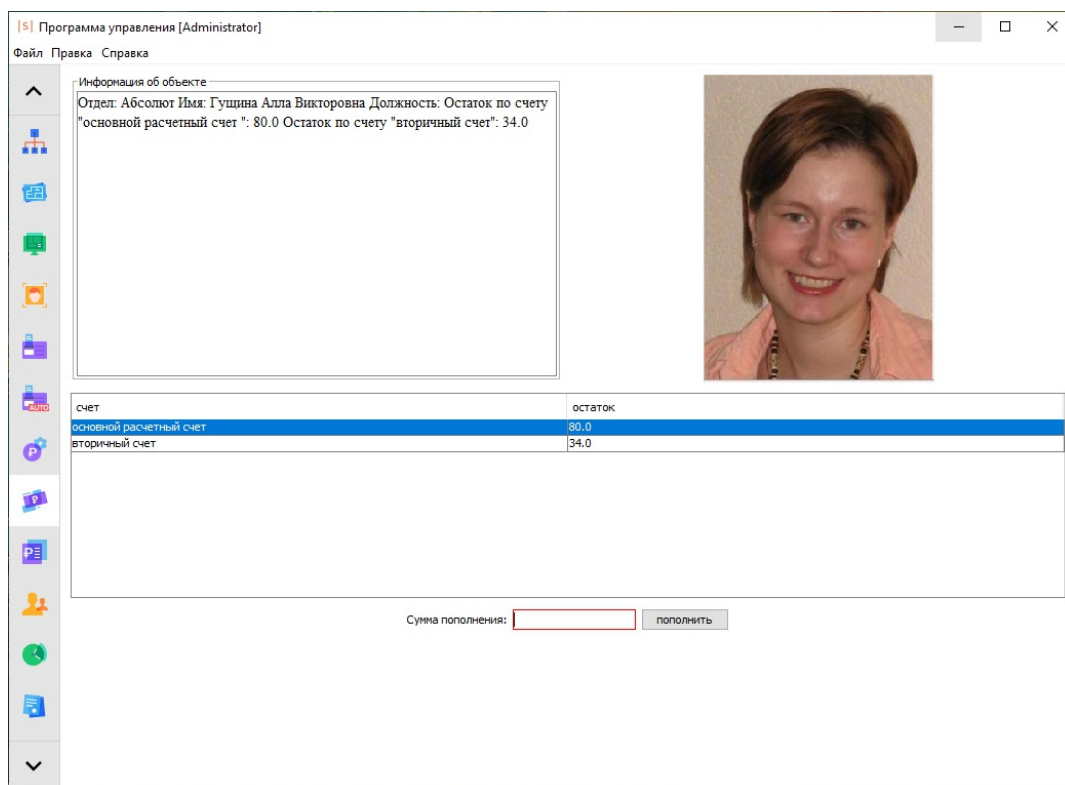 |S| Программа управления [Administrator]
Файл Правка Справка
Информация об объекте
Отдел: Абсолют Имя: Гущина Алла Викторовна Должность: Остаток по счету
"основной расчетный счет ": 80.0 Остаток по счету "вторичный счет": 34.0
счет остаток
основной расчетный счет 80.0
вторичный счет 34.0
AUTO
Сумма пополнения: пополнить